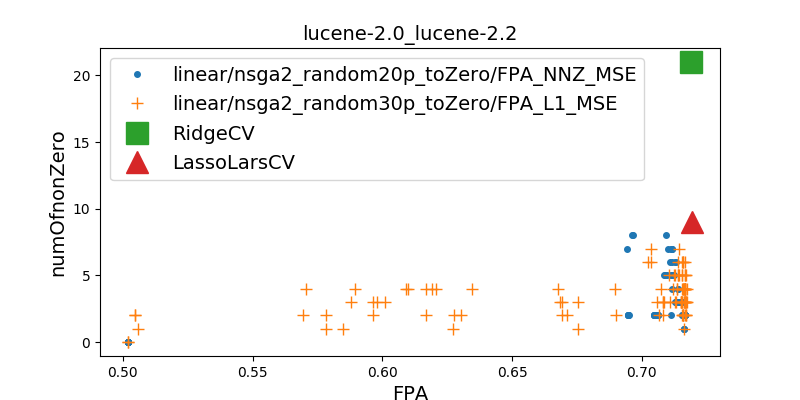 lucene-2.0_lucene-2.2
linear/nsga2_random20p_toZero/FPA_NNZ_MSE
linear/nsga2_random30p_toZero/FPA_L1_MSE
RidgeCV
LassoLarsCV
numOfnonZero
20
15
10
5
0
0.50 0.55 0.60 0.65 0.70
FPA